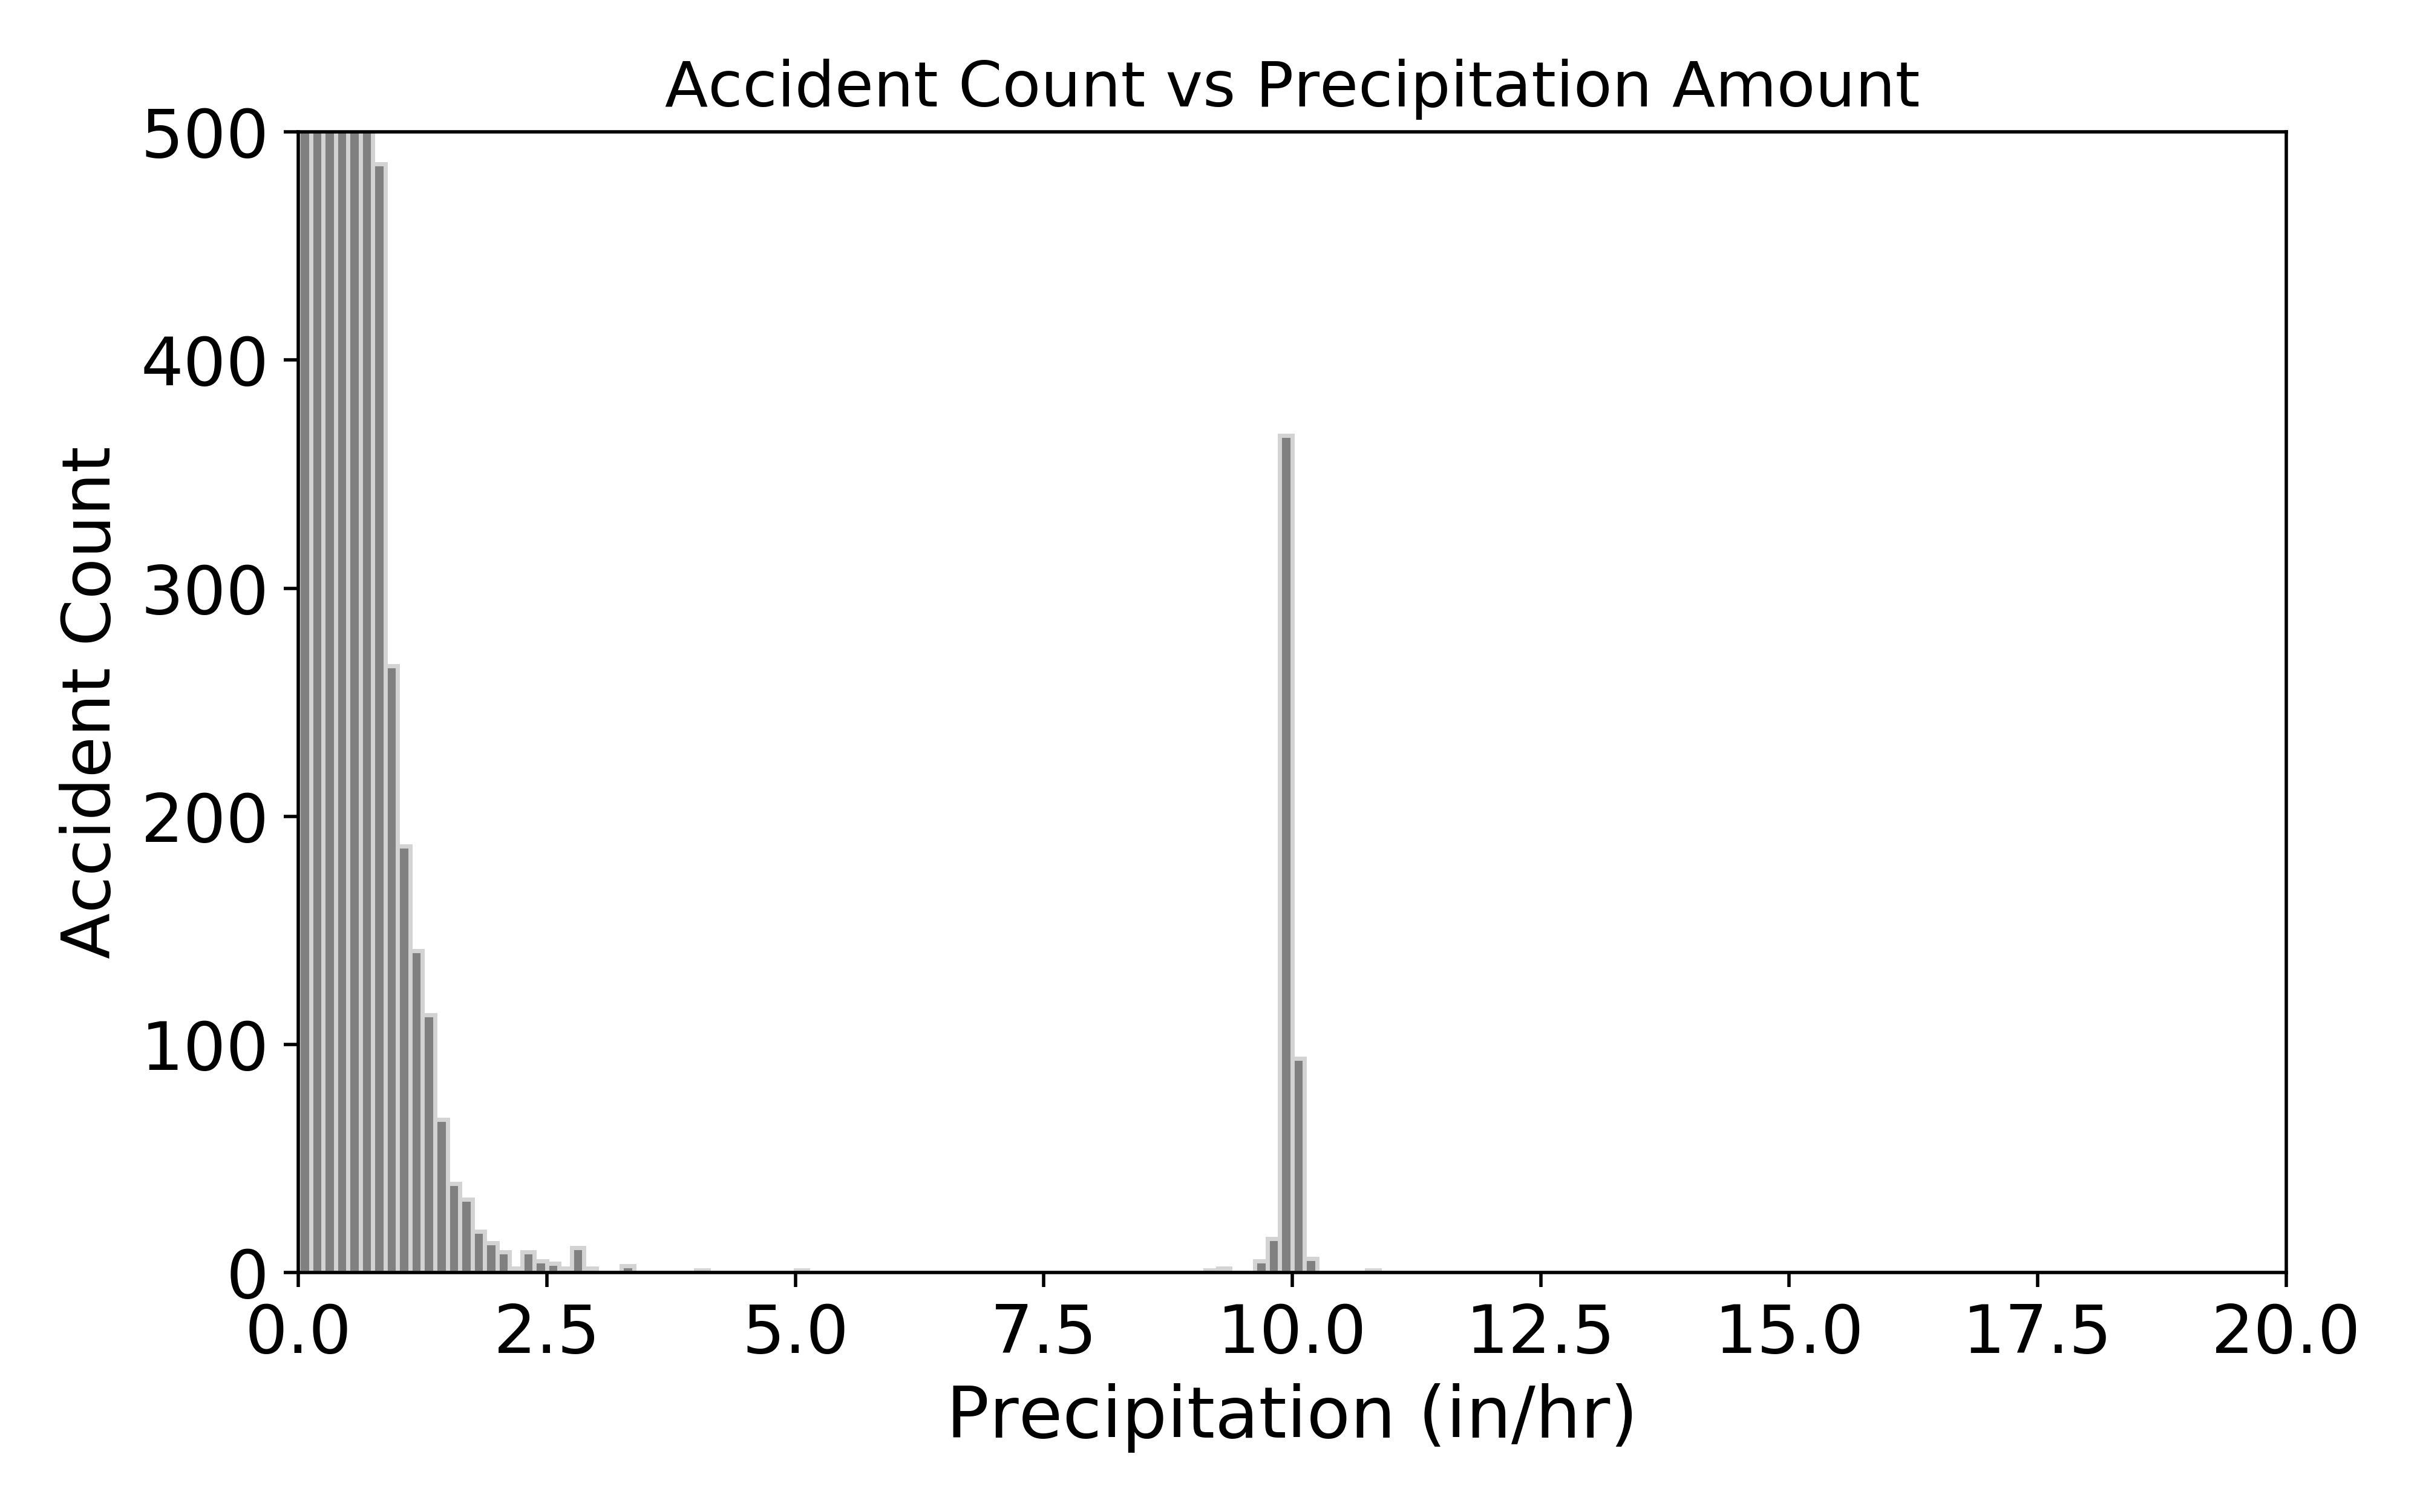 Accident Count vs Precipitation Amount
500
400
300
200
100
0
Accident Count
0.0 2.5 5.0 7.5 10.0 12.5 15.0 17.5 20.0
Precipitation (in/hr)